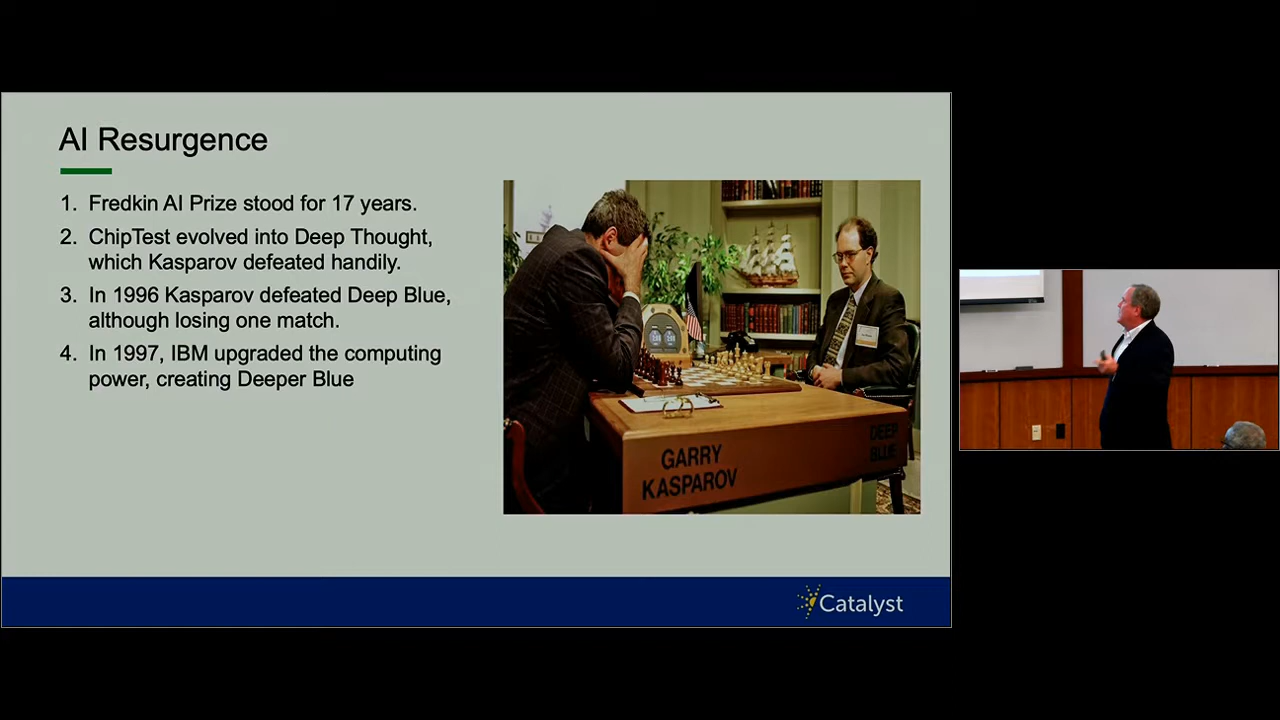 AI Resurgence
1. Fredkin AI Prize stood for 17 years.
2. ChipTest evolved into Deep Thought,
which Kasparov defeated handily.
3. In 1996 Kasparov defeated Deep Blue,
although losing one match.
4. In 1997, IBM upgraded the computing
power, creating Deeper Blue
GARRY
KASPAROV
DEEP
BLUE
Catalyst